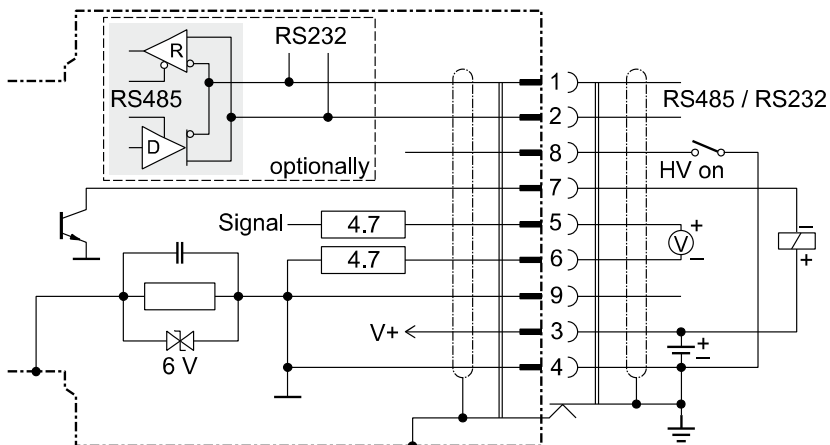 R
RS232
RS485
D
optionally
1
RS485 / RS232
2
8
HV on
7
Signal
4.7
5
+
V
−
4.7
6
−
+
9
V+
3
+
−
6 V
4